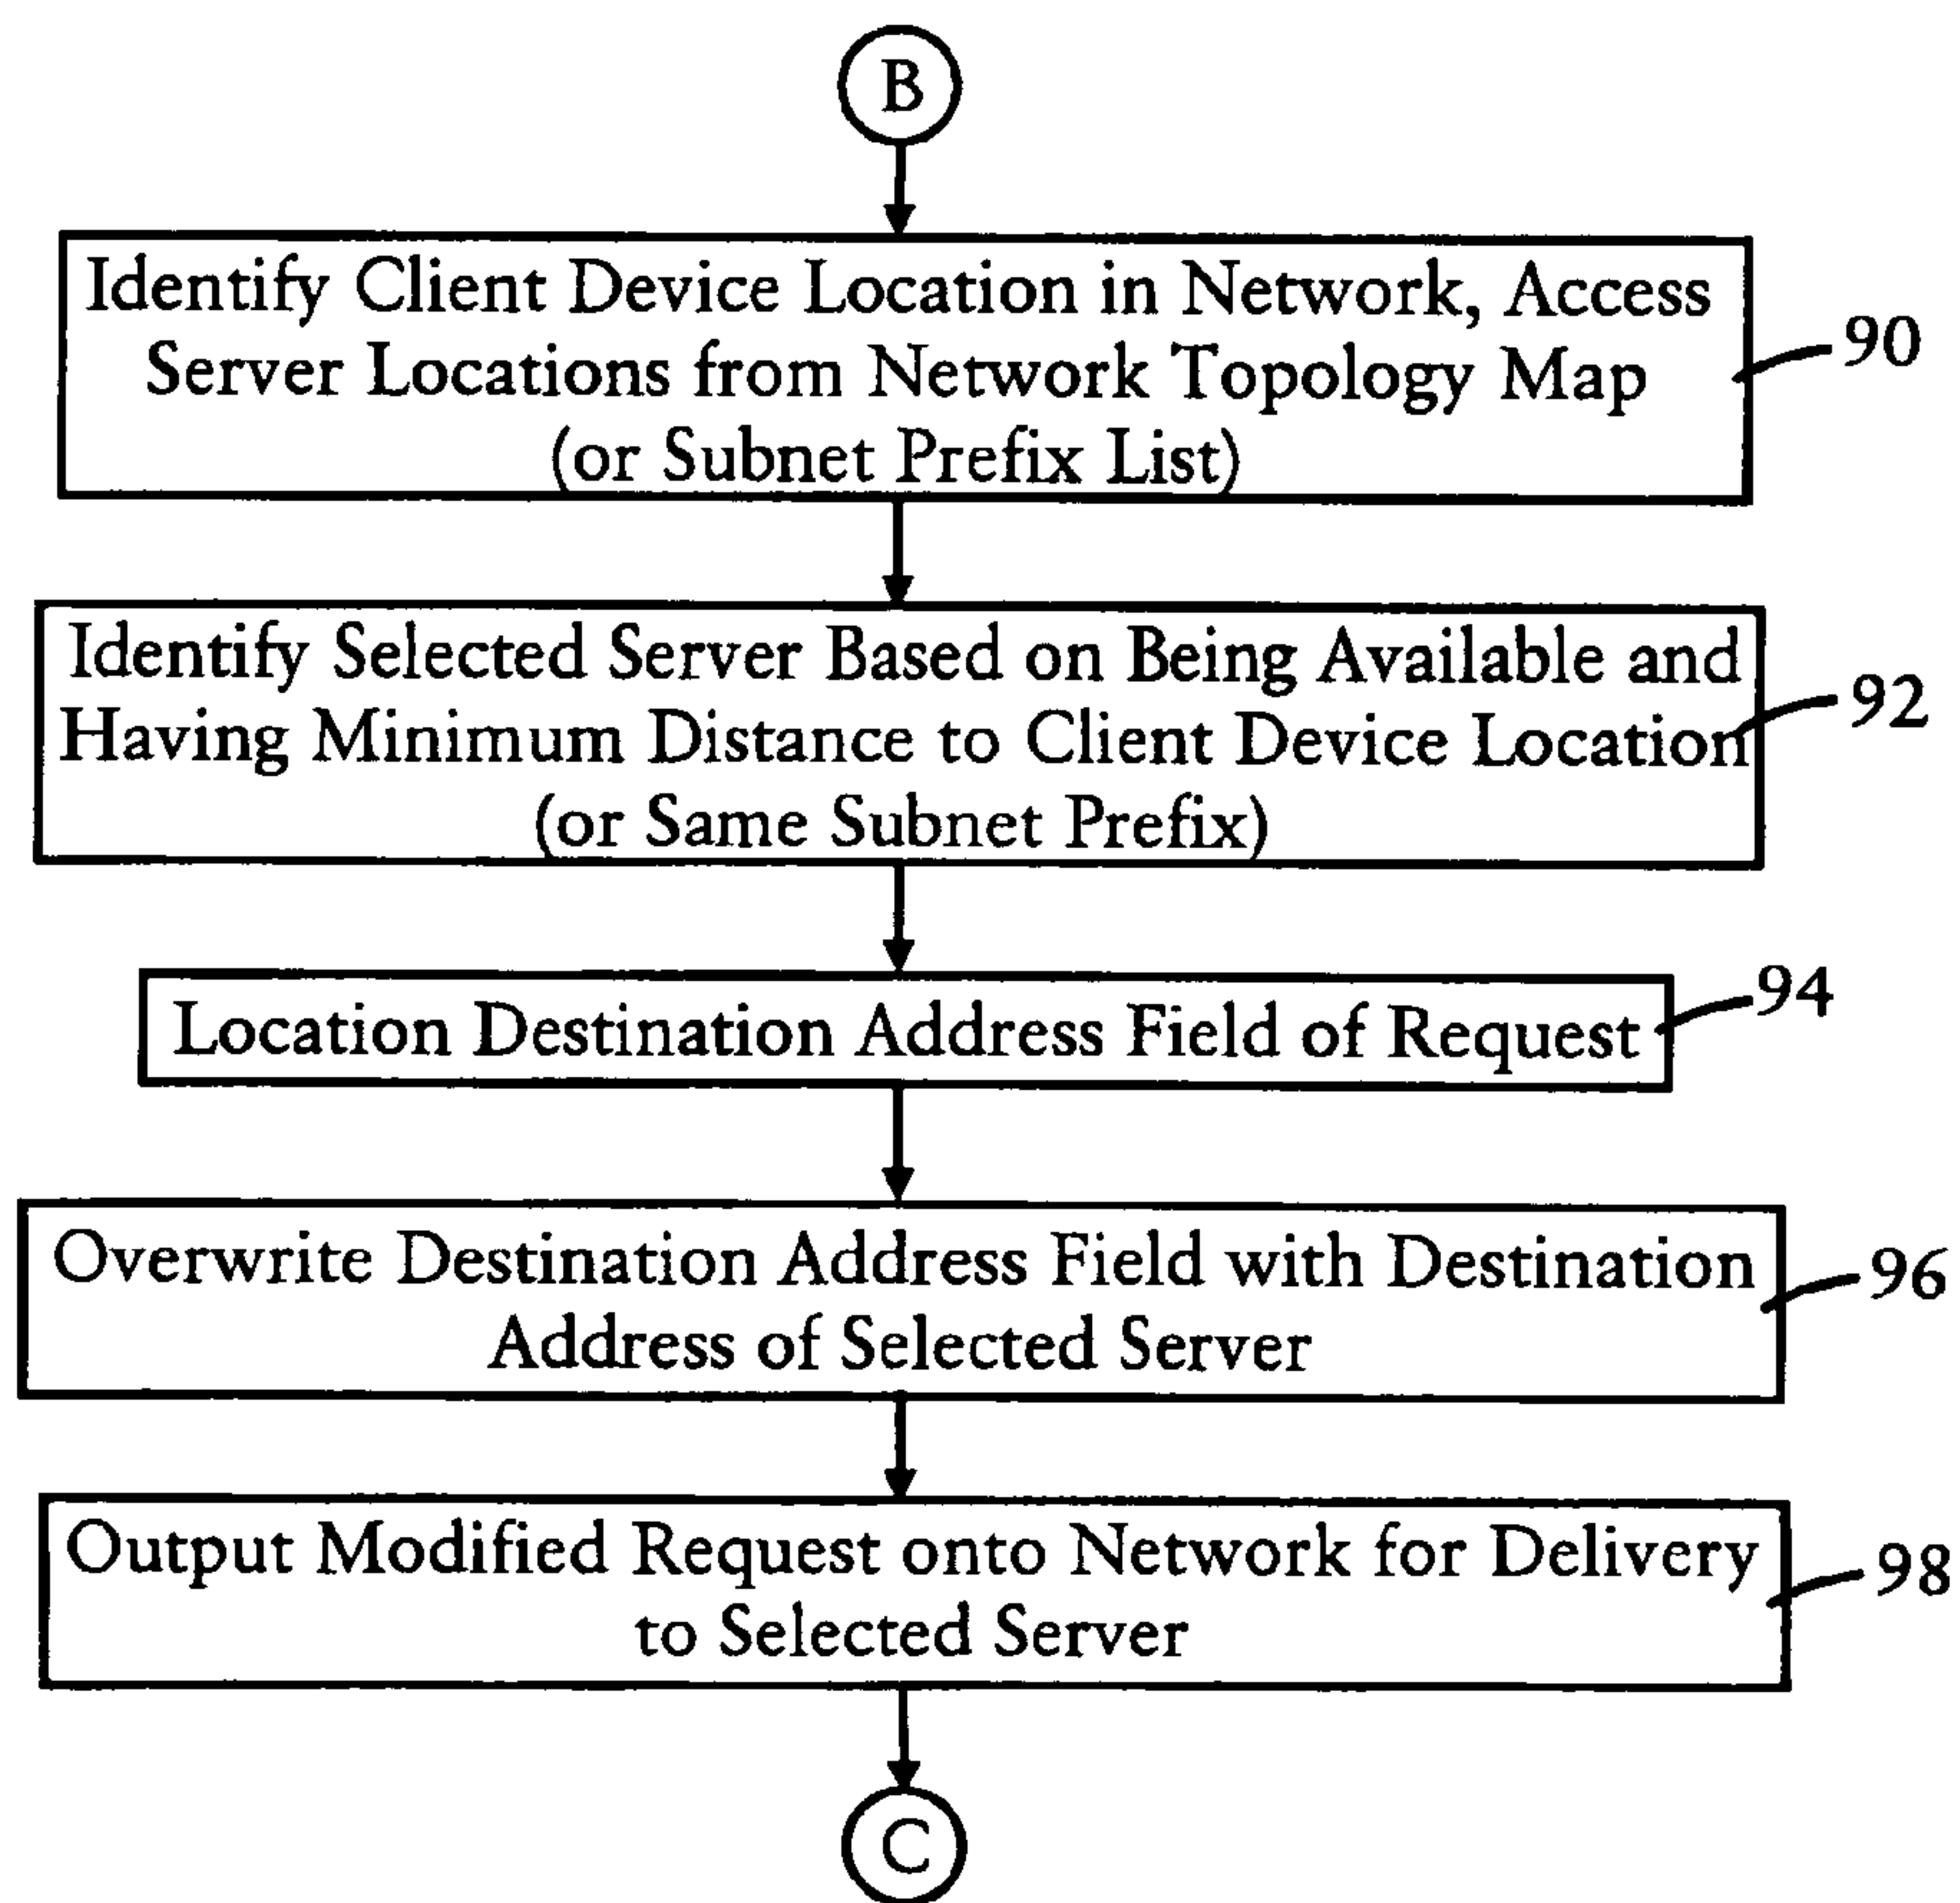 B
Identify Client Device Location in Network, Access
Server Locations from Network Topology Map
(or Subnet Prefix List)
90
Identify Selected Server Based on Being Available and
Having Minimum Distance to Client Device Location
(or Same Subnet Prefix)
92
Location Destination Address Field of Request
94
Overwrite Destination Address Field with Destination
Address of Selected Server
96
Output Modified Request onto Network for Delivery
to Selected Server
98
C